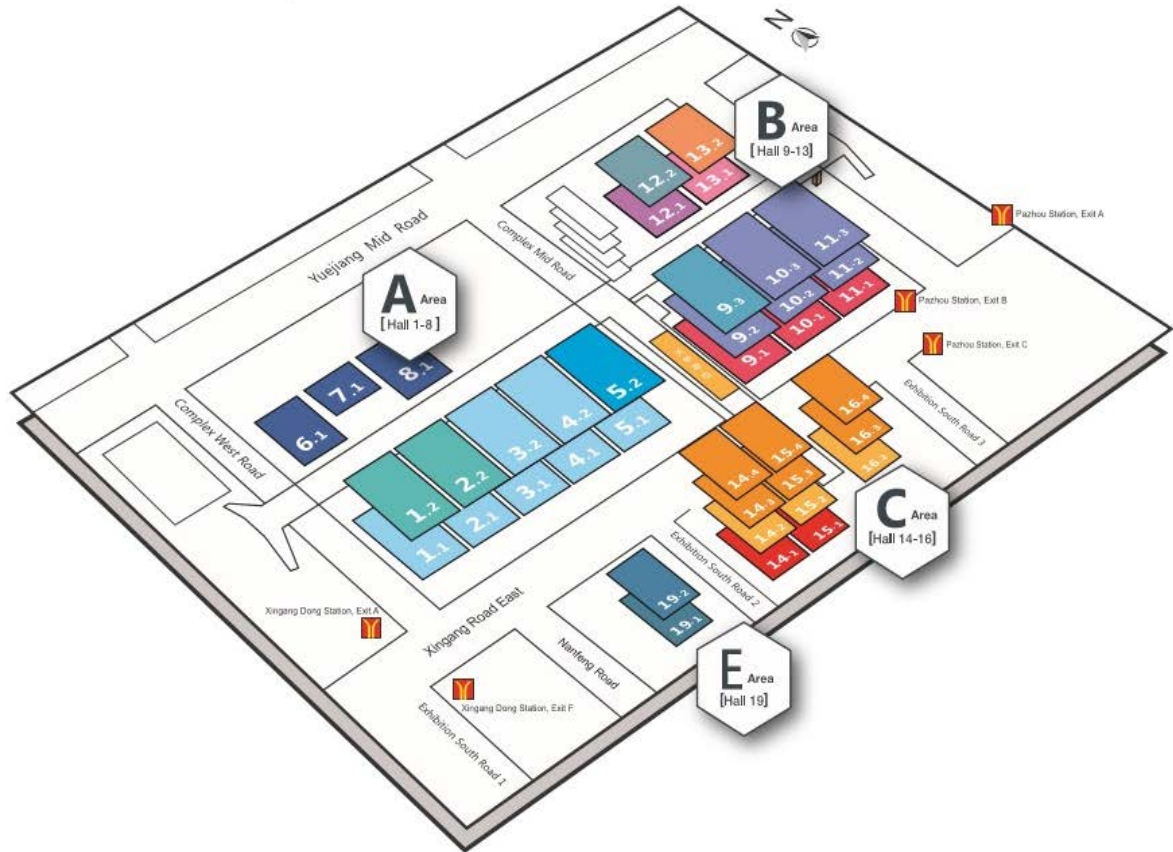 N
B Area
[Hall 9-13]
13.2
12.2
13.1
12.1
Pazhou Station, Exit A
Yuejiang Mid Road
Complex Mid Road
11.3
10.3
11.2
9.3
10.2
11.1
9.2
10.1
9.1
Pazhou Station, Exit B
Pazhou Station, Exit C
A Area
[Hall 1-8]
8.1
7.1
6.1
Complex West Road
5.2
4.2
5.1
3.2
4.1
2.2
3.1
1.2
2.1
1.1
Exhibition South Road 3
16.4
16.3
15.4
14.4
15.3
14.3
15.2
14.2
15.1
14.1
C Area
[Hall 14-16]
Exhibition South Road 2
19.2
19.1
E Area
[Hall 19]
Xingang Dong Station, Exit A
Xingang Road East
Nanfeng Road
Xingang Dong Station, Exit F
Exhibition South Road 1